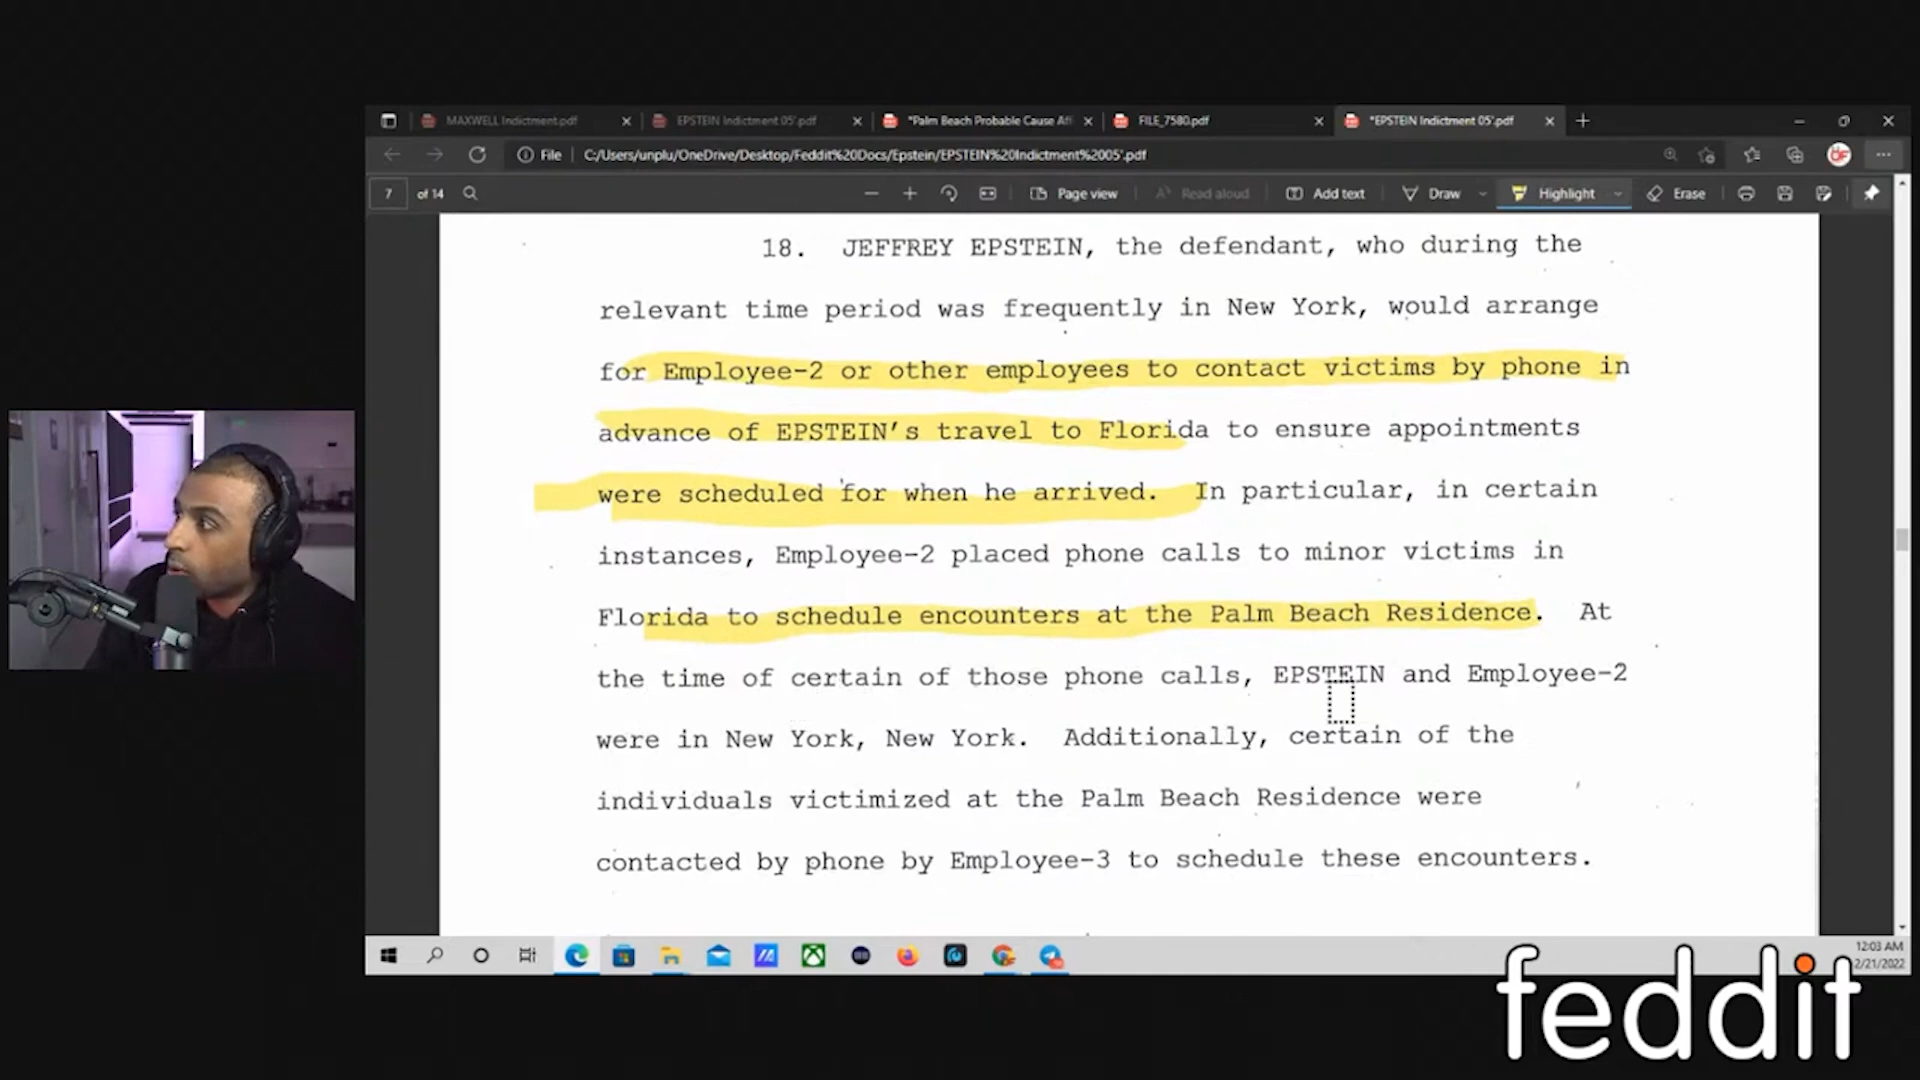 MAXWELL Indictment.pdf
EPSTEIN Indictment 05'.pdf
*Palm Beach Probable Cause Aff
FILE_7580.pdf
*EPSTEIN Indictment 05'.pdf
File
C:/Users/unplu/OneDrive/Desktop/Feddit%20Docs/Epstein/EPSTEIN%20Indictment%2005'.pdf
7 of 14
Page view
Read aloud
Add text
Draw
Highlight
Erase
18. JEFFREY EPSTEIN, the defendant, who during the
relevant time period was frequently in New York, would arrange
for Employee-2 or other employees to contact victims by phone in
advance of EPSTEIN's travel to Florida to ensure appointments
were scheduled for when he arrived. In particular, in certain
instances, Employee-2 placed phone calls to minor victims in
Florida to schedule encounters at the Palm Beach Residence. At
the time of certain of those phone calls, EPSTEIN and Employee-2
were in New York, New York. Additionally, certain of the
individuals victimized at the Palm Beach Residence were
contacted by phone by Employee-3 to schedule these encounters.
12:03 AM
2/21/2022
feddit